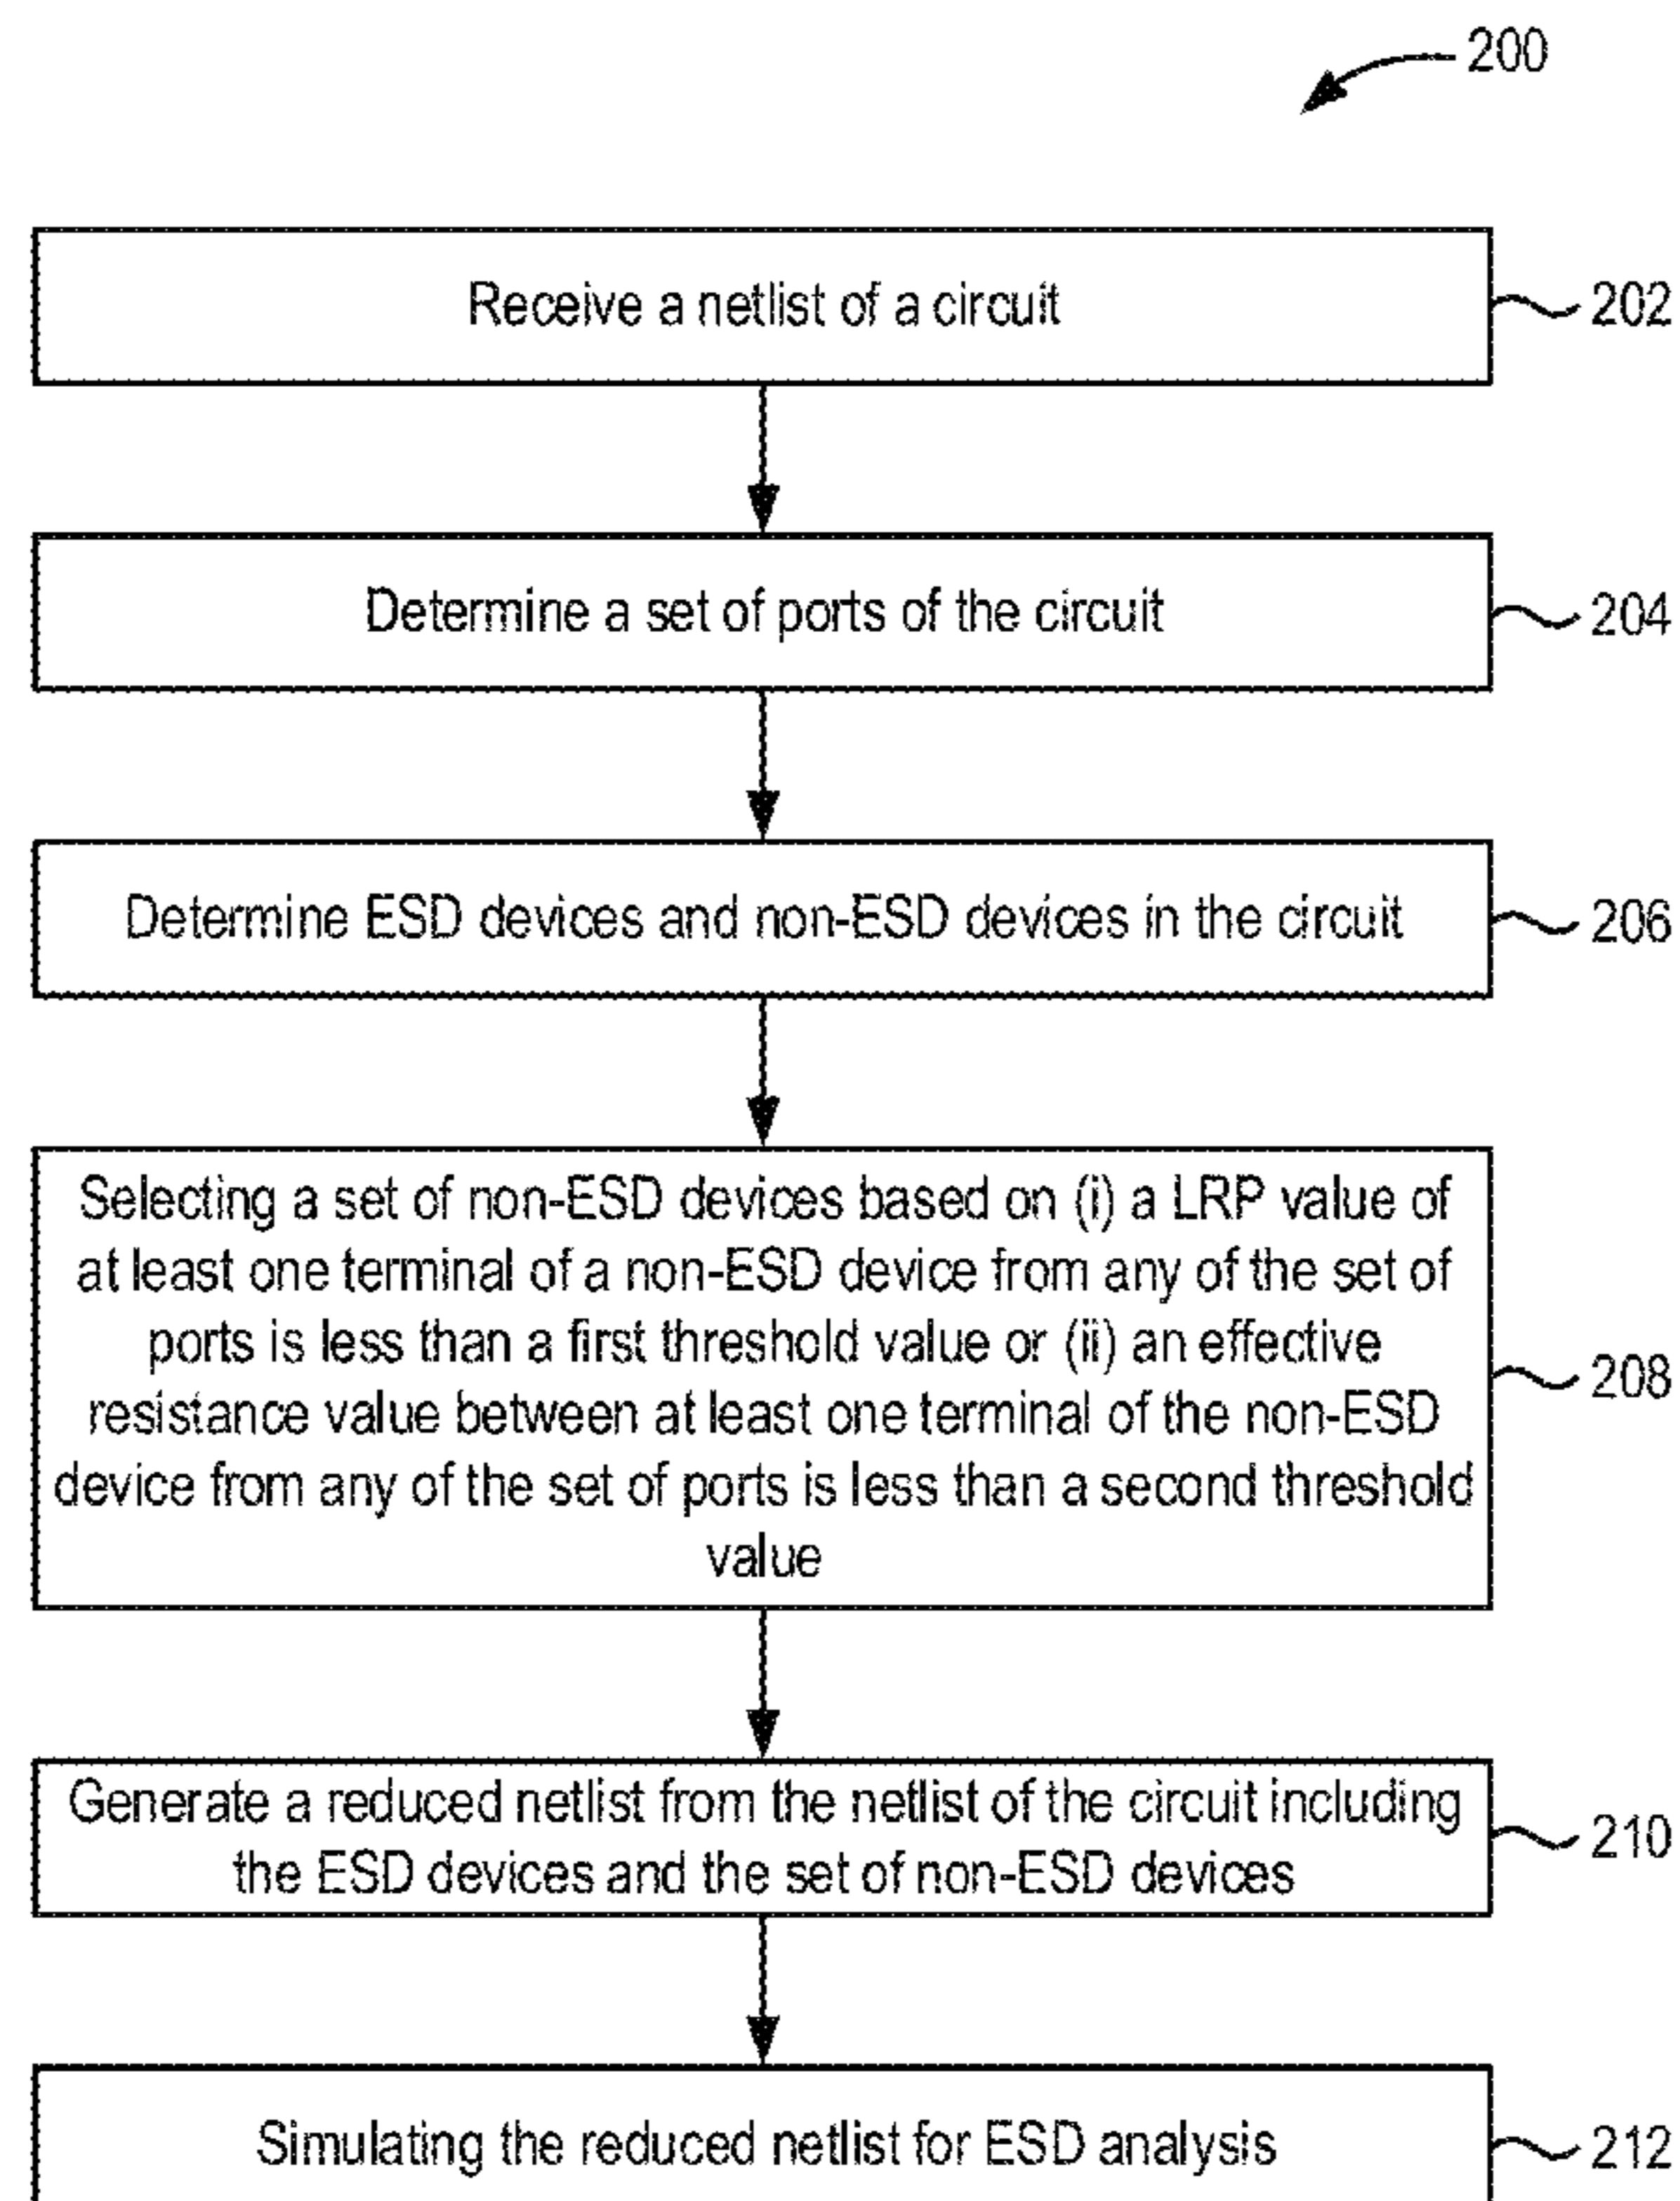 200
Receive a netlist of a circuit
202
Determine a set of ports of the circuit
204
Determine ESD devices and non-ESD devices in the circuit
206
Selecting a set of non-ESD devices based on (i) a LRP value of
at least one terminal of a non-ESD device from any of the set of
ports is less than a first threshold value or (ii) an effective
resistance value between at least one terminal of the non-ESD
device from any of the set of ports is less than a second threshold
value
208
Generate a reduced netlist from the netlist of the circuit including
the ESD devices and the set of non-ESD devices
210
Simulating the reduced netlist for ESD analysis
212